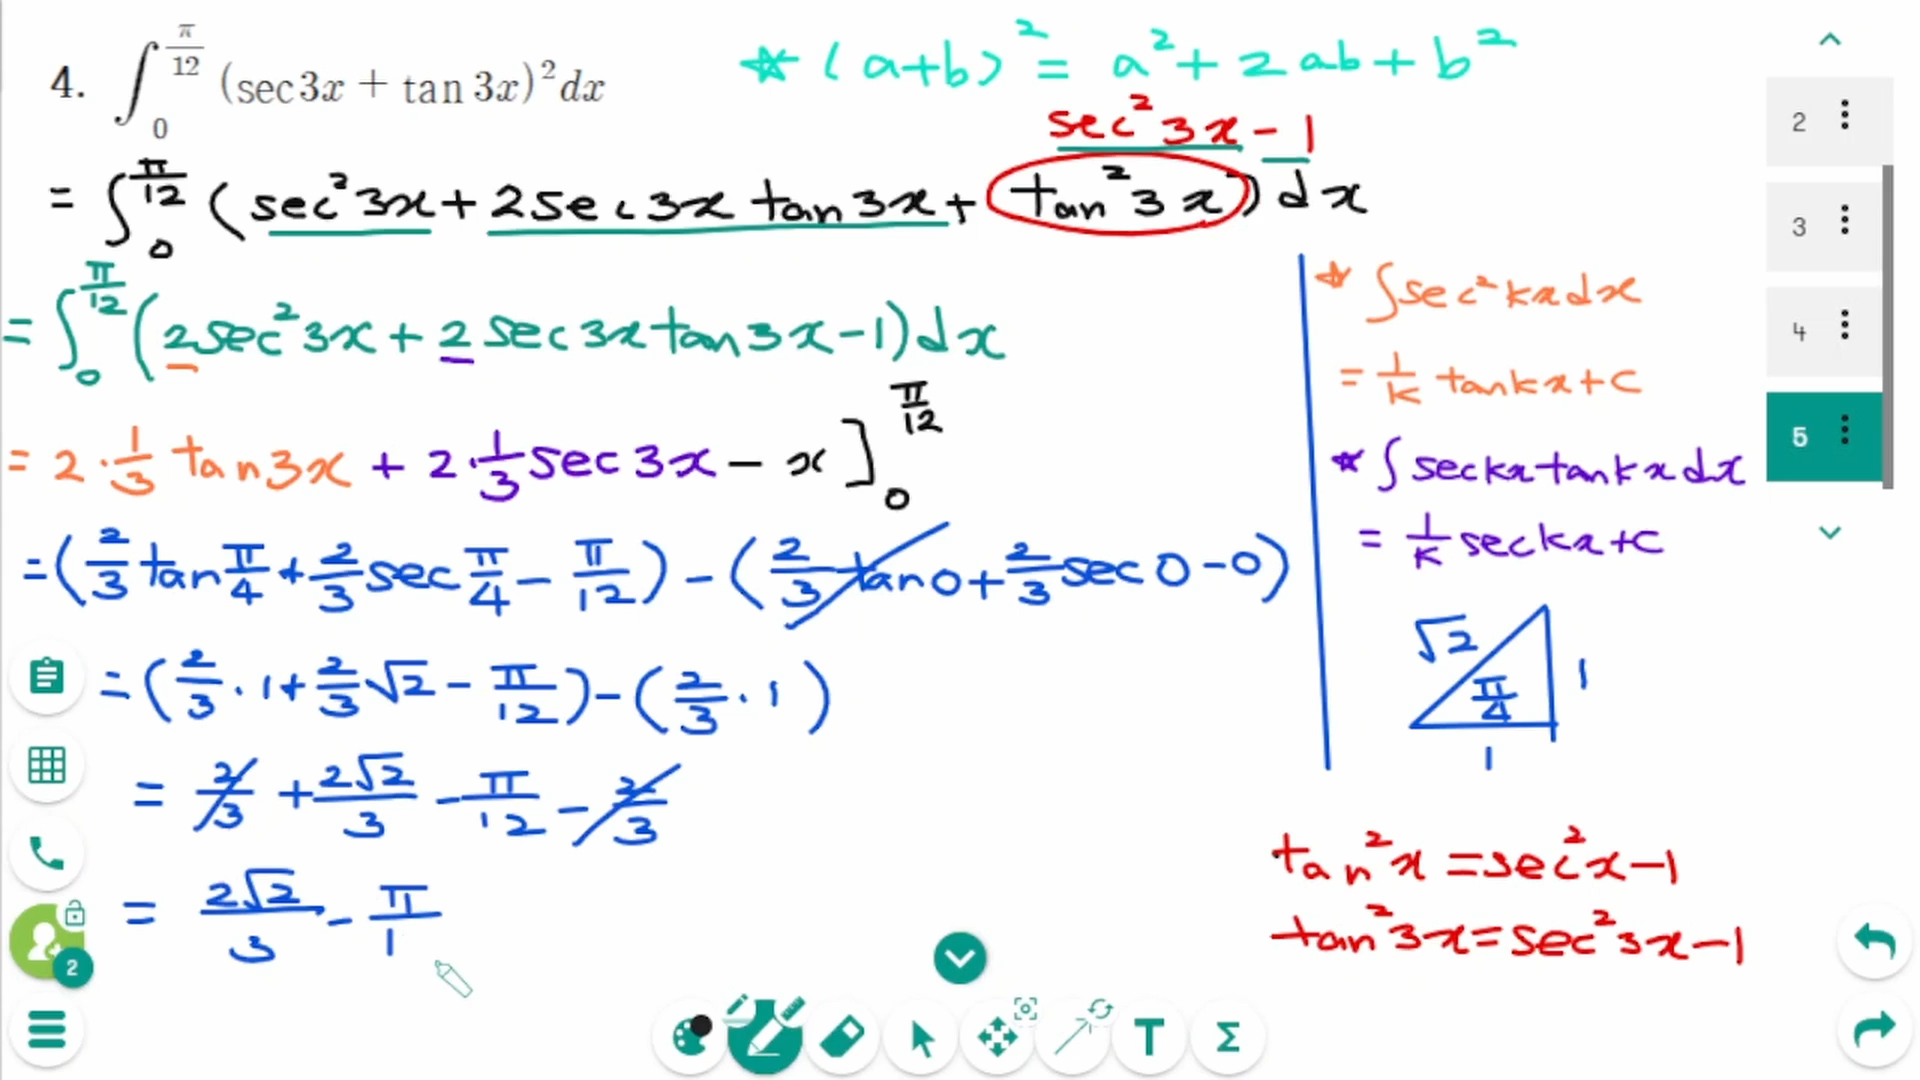 4. ∫₀^{π/12} (sec 3x + tan 3x)² dx
☆ (a+b)² = a² + 2ab + b²
sec²3x - 1
= ∫₀^{π/12} (sec²3x + 2sec3x tan3x + tan²3x) dx
= ∫₀^{π/12} (2sec²3x + 2sec3x tan3x - 1) dx
= 2·1/3 tan3x + 2·1/3 sec3x - x]₀^{π/12}
= (2/3 tan π/4 + 2/3 sec π/4 - π/12) - (2/3 tan0 + 2/3 sec0 - 0)
= (2/3 · 1 + 2/3 √2 - π/12) - (2/3 · 1)
= 2/3 + 2√2/3 - π/12 - 2/3
= 2√2/3 - π/1
☆ ∫sec²kx dx
= 1/k tankx + C
☆ ∫seckx tankx dx
= 1/k seckx + C
√2
π/4
1
1
tan²x = sec²x - 1
tan²3x = sec²3x - 1
2
3
4
5
2
T
Σ